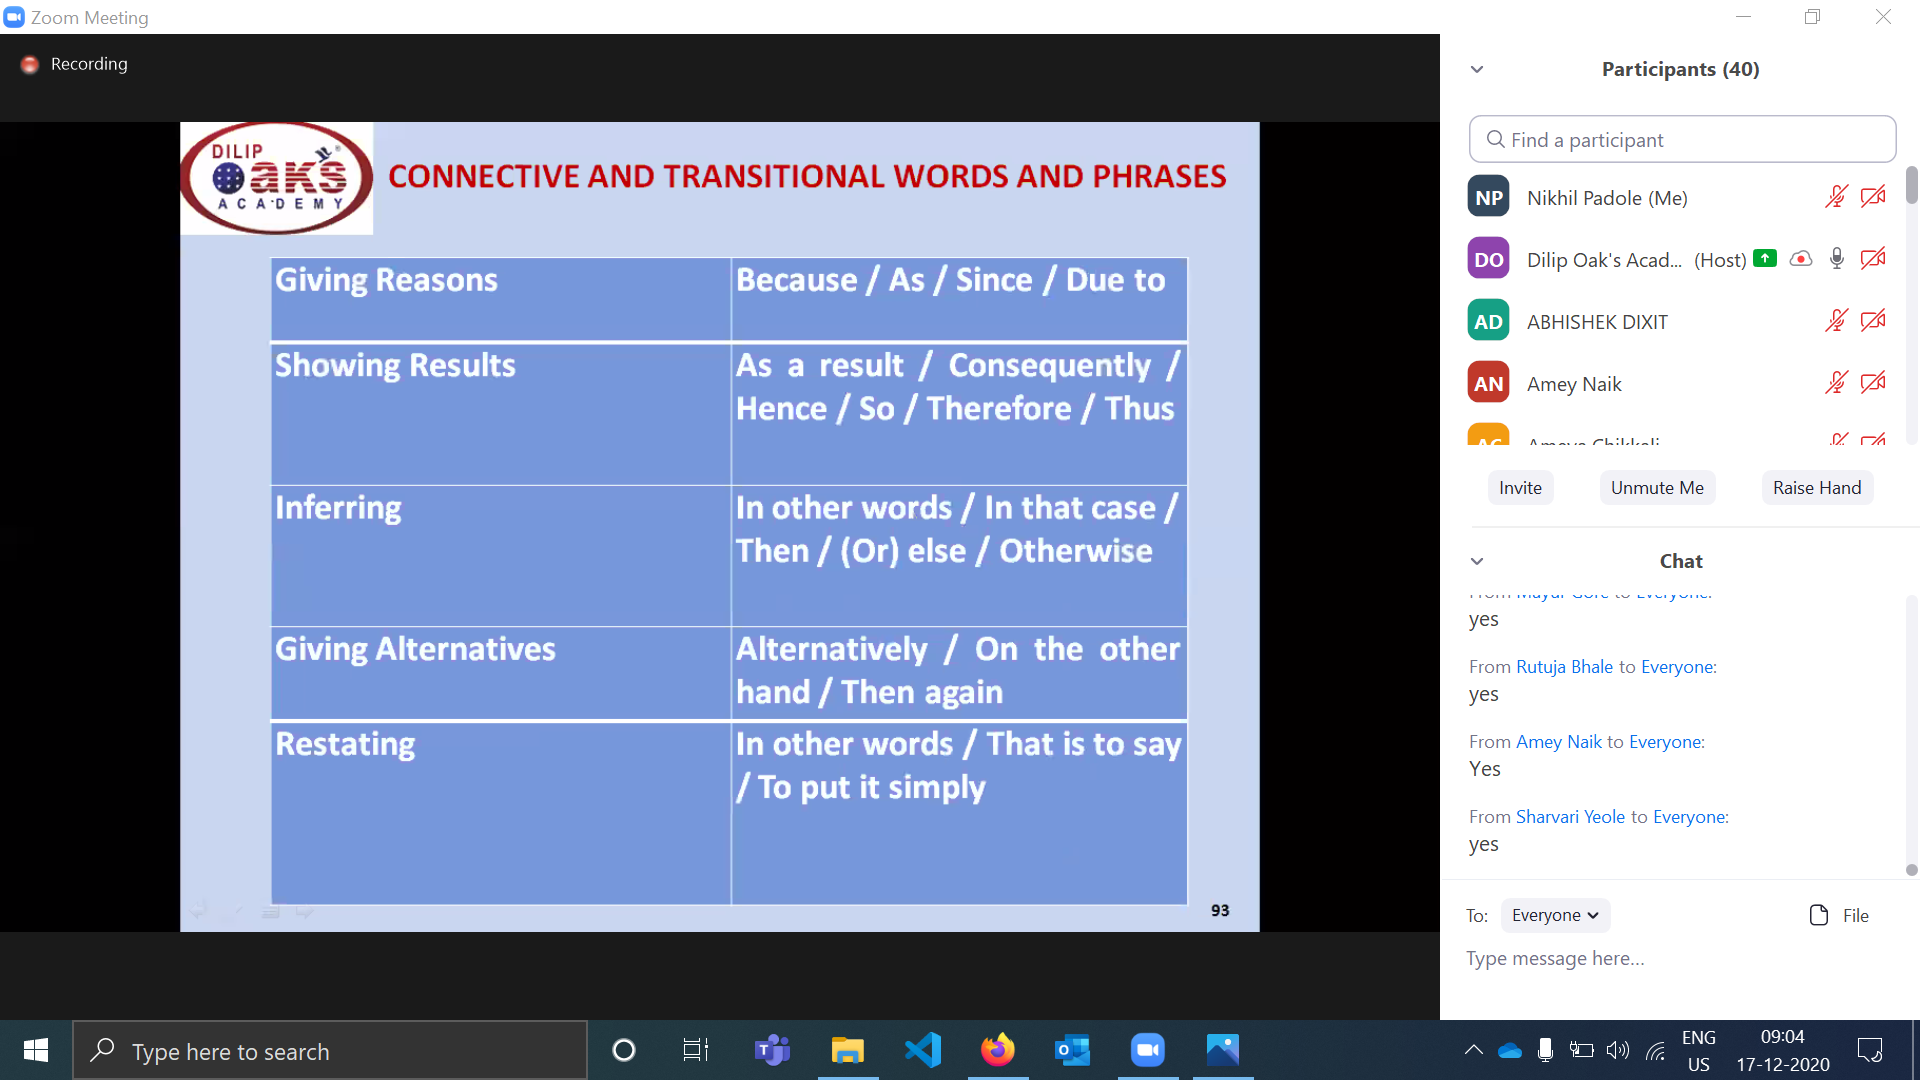 Zoom Meeting
Recording
DILIP
Oak's
ACADEMY
CONNECTIVE AND TRANSITIONAL WORDS AND PHRASES
Giving Reasons
Because / As / Since / Due to
Showing Results
As a result / Consequently /
Hence / So / Therefore / Thus
Inferring
In other words / In that case /
Then / (Or) else / Otherwise
Giving Alternatives
Alternatively / On the other
hand / Then again
Restating
In other words / That is to say
/ To put it simply
93
Participants (40)
Find a participant
NP Nikhil Padole (Me)
DO Dilip Oak's Acad... (Host)
AD ABHISHEK DIXIT
AN Amey Naik
Invite Unmute Me Raise Hand
Chat
yes
From Rutuja Bhale to Everyone:
yes
From Amey Naik to Everyone:
Yes
From Sharvari Yeole to Everyone:
yes
To: Everyone File
Type message here...
Type here to search
ENG
US
09:04
17-12-2020